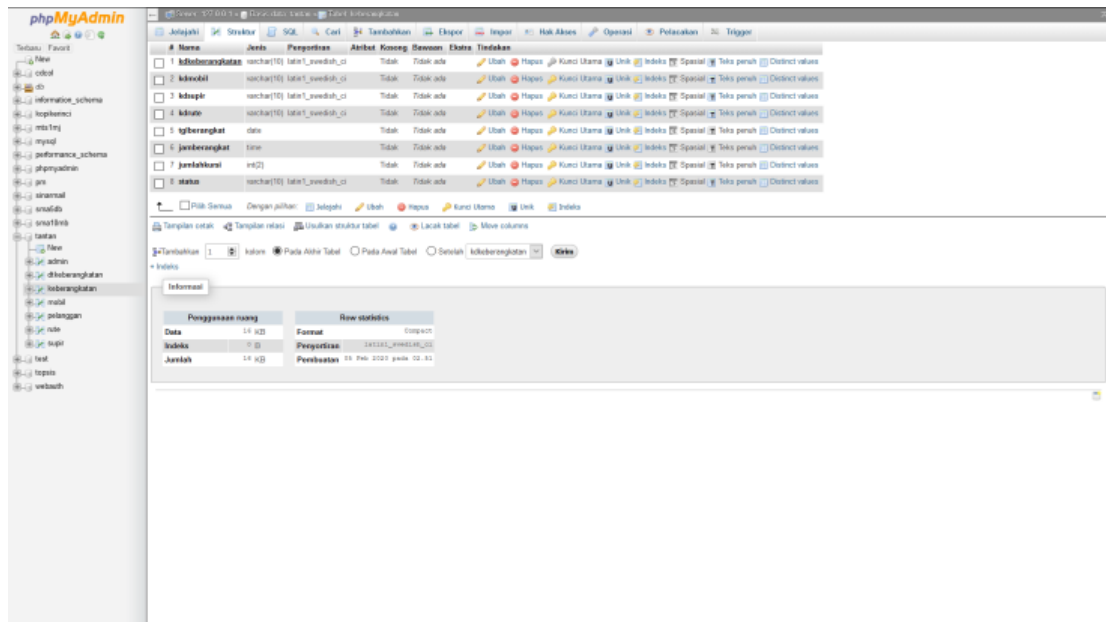 phpMyAdmin
Terbaru Favorit
New
cdcol
information_schema
kopikerinci
mysql
performance_schema
phpmyadmin
sinarmail
tantan
New
admin
dtkeberangkatan
keberangkatan
mobil
pelanggan
rute
supir
test
topsis
webauth
Jelajahi Struktur SQL Cari Tambahkan Ekspor Impor Hak Akses Operasi Pelacakan Trigger
# Nama Jenis Penyortiran Atribut Kosong Bawaan Ekstra Tindakan
1 kdkeberangkatan varchar(10) latin1_swedish_ci Tidak Tidak ada Ubah Hapus Kunci Utama Unik Indeks Spasial Teks penuh Distinct values
2 kdmobil varchar(10) latin1_swedish_ci Tidak Tidak ada Ubah Hapus Kunci Utama Unik Indeks Spasial Teks penuh Distinct values
3 kdsupir varchar(10) latin1_swedish_ci Tidak Tidak ada Ubah Hapus Kunci Utama Unik Indeks Spasial Teks penuh Distinct values
4 kdrute varchar(10) latin1_swedish_ci Tidak Tidak ada Ubah Hapus Kunci Utama Unik Indeks Spasial Teks penuh Distinct values
5 tglberangkat date Tidak Tidak ada Ubah Hapus Kunci Utama Unik Indeks Spasial Teks penuh Distinct values
6 jamberangkat time Tidak Tidak ada Ubah Hapus Kunci Utama Unik Indeks Spasial Teks penuh Distinct values
7 jumlahkursi int(2) Tidak Tidak ada Ubah Hapus Kunci Utama Unik Indeks Spasial Teks penuh Distinct values
8 status varchar(10) latin1_swedish_ci Tidak Tidak ada Ubah Hapus Kunci Utama Unik Indeks Spasial Teks penuh Distinct values
Pilih Semua Dengan pilihan: Jelajahi Ubah Hapus Kunci Utama Unik Indeks
Tampilan cetak Tampilan relasi Usulkan struktur tabel Lacak tabel Move columns
Tambahkan 1 kolom Pada Akhir Tabel Pada Awal Tabel Setelah kdkeberangkatan Kirim
+ Indeks
Informasi
Penggunaan ruang
Data 16 KB
Indeks 0 B
Jumlah 16 KB
Row statistics
Format Compact
Penyortiran latin1_swedish_ci
Pembuatan Feb 2023 pada